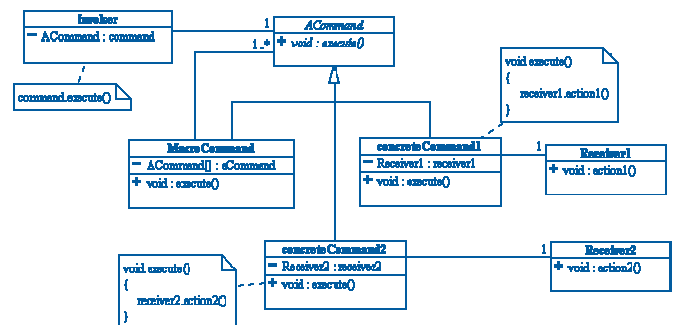 Invoker
− ACommand : command
1
ACommand
+ void : execute()
1..*
command.execute()
void execute()
{
receiver1.action1()
}
MacroCommand
− ACommand[] : aCommand
+ void : execute()
concreteCommand1
− Receiver1 : receiver1
+ void : execute()
1
Receiver1
+ void : action1()
concreteCommand2
− Receiver2 : receiver2
+ void : execute()
1
Receiver2
+ void : action2()
void execute()
{
receiver2.action2()
}